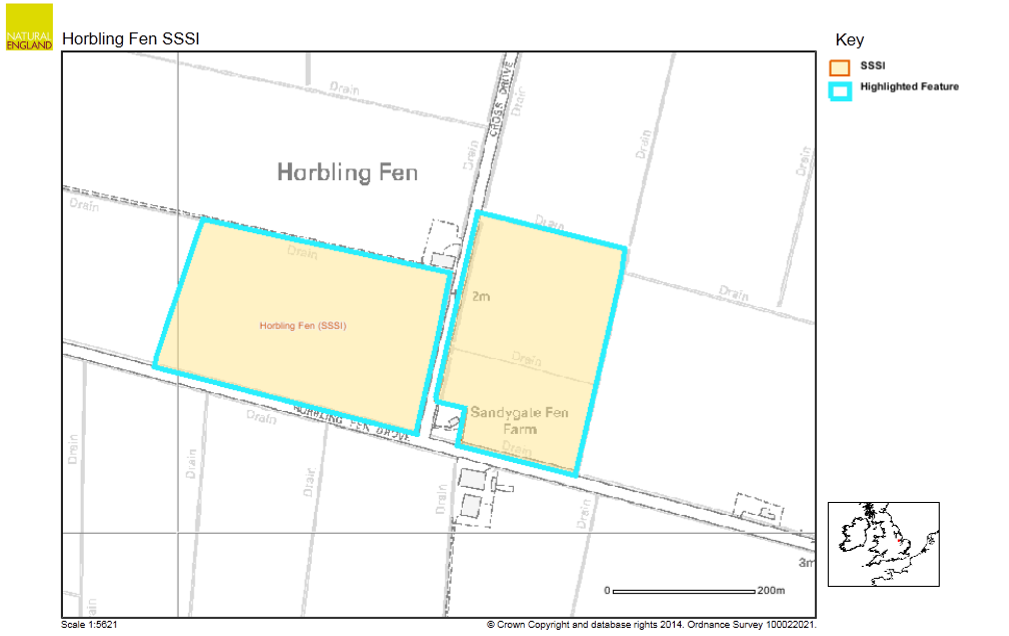 NATURAL
ENGLAND
Horbling Fen SSSI
Key
SSSI
Highlighted Feature
CROSS DROVE
Drain
Drain
Drain
Drain
Drain
Horbling Fen
Drain
Drain
Drain
2m
Drain
Horbling Fen (SSSI)
Drain
Sandygate Fen
Farm
HORBLING FEN DROVE
Drain
Drain
Drain
Drain
Drain
Drain
Drain
3m
0
200m
Scale 1:5621
© Crown Copyright and database rights 2014. Ordnance Survey 100022021.